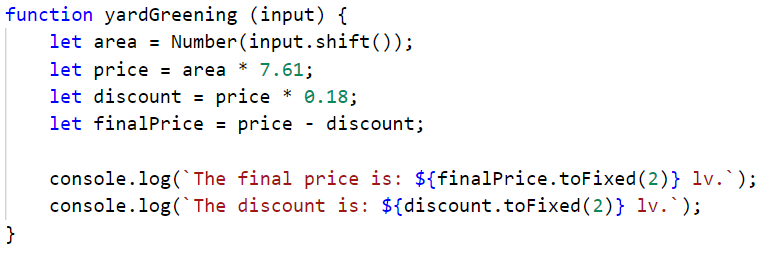 function yardGreening (input) {
    let area = Number(input.shift());
    let price = area * 7.61;
    let discount = price * 0.18;
    let finalPrice = price - discount;

    console.log(`The final price is: ${finalPrice.toFixed(2)} lv.`);
    console.log(`The discount is: ${discount.toFixed(2)} lv.`);
}